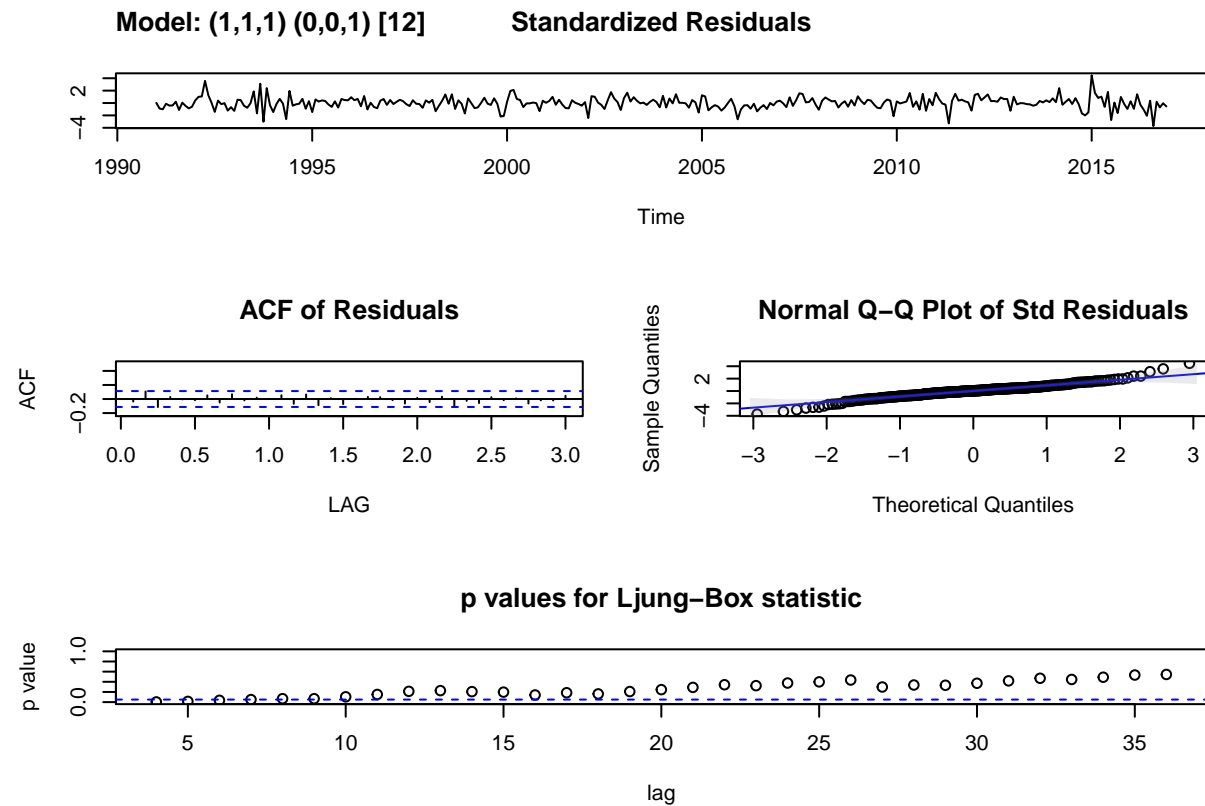 Model: (1,1,1) (0,0,1) [12] Standardized Residuals
2
−4
1990 1995 2000 2005 2010 2015
Time
ACF of Residuals
ACF
−0.2
0.0 0.5 1.0 1.5 2.0 2.5 3.0
LAG
Normal Q−Q Plot of Std Residuals
Sample Quantiles
2
−4
−3 −2 −1 0 1 2 3
Theoretical Quantiles
p values for Ljung−Box statistic
p value
1.0
0.0
5 10 15 20 25 30 35
lag